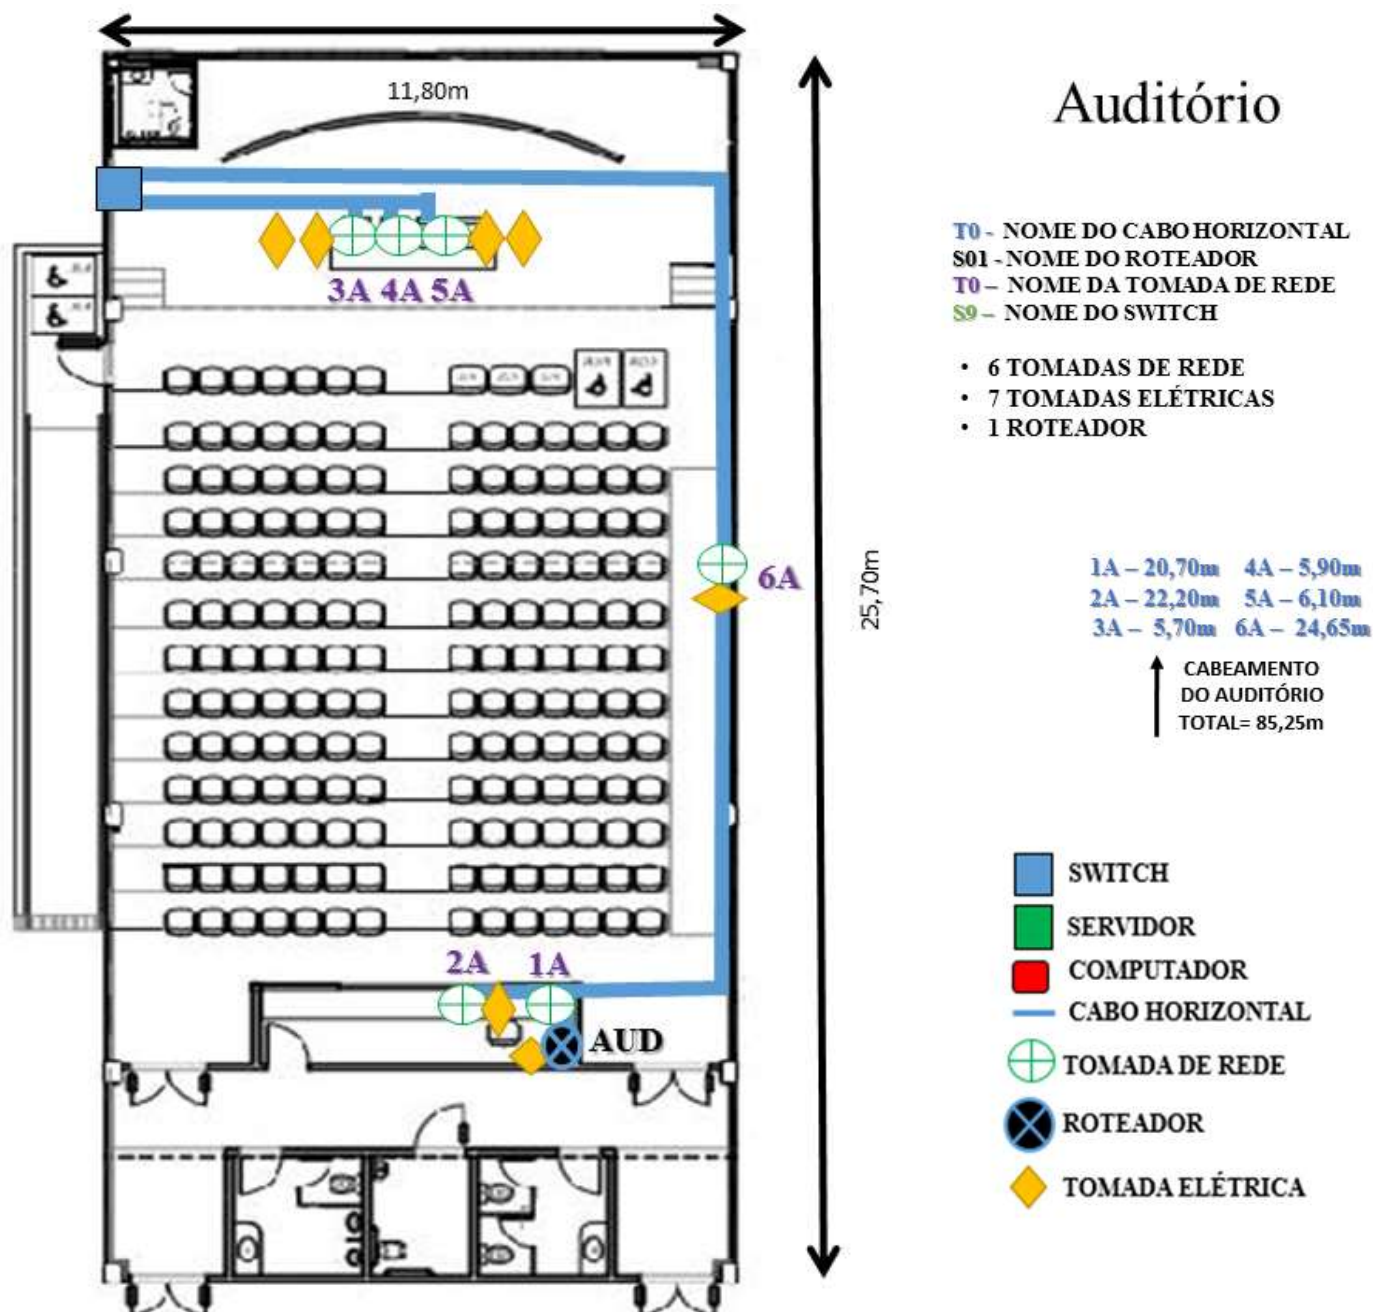 11,80m
Auditório
T0 - NOME DO CABO HORIZONTAL
S01 - NOME DO ROTEADOR
T0 – NOME DA TOMADA DE REDE
S9 – NOME DO SWITCH
3A 4A 5A
• 6 TOMADAS DE REDE
• 7 TOMADAS ELÉTRICAS
• 1 ROTEADOR
6A
25,70m
1A – 20,70m 4A – 5,90m
2A – 22,20m 5A – 6,10m
3A – 5,70m 6A – 24,65m
CABEAMENTO
DO AUDITÓRIO
TOTAL= 85,25m
SWITCH
SERVIDOR
COMPUTADOR
CABO HORIZONTAL
TOMADA DE REDE
ROTEADOR
TOMADA ELÉTRICA
2A 1A
AUD